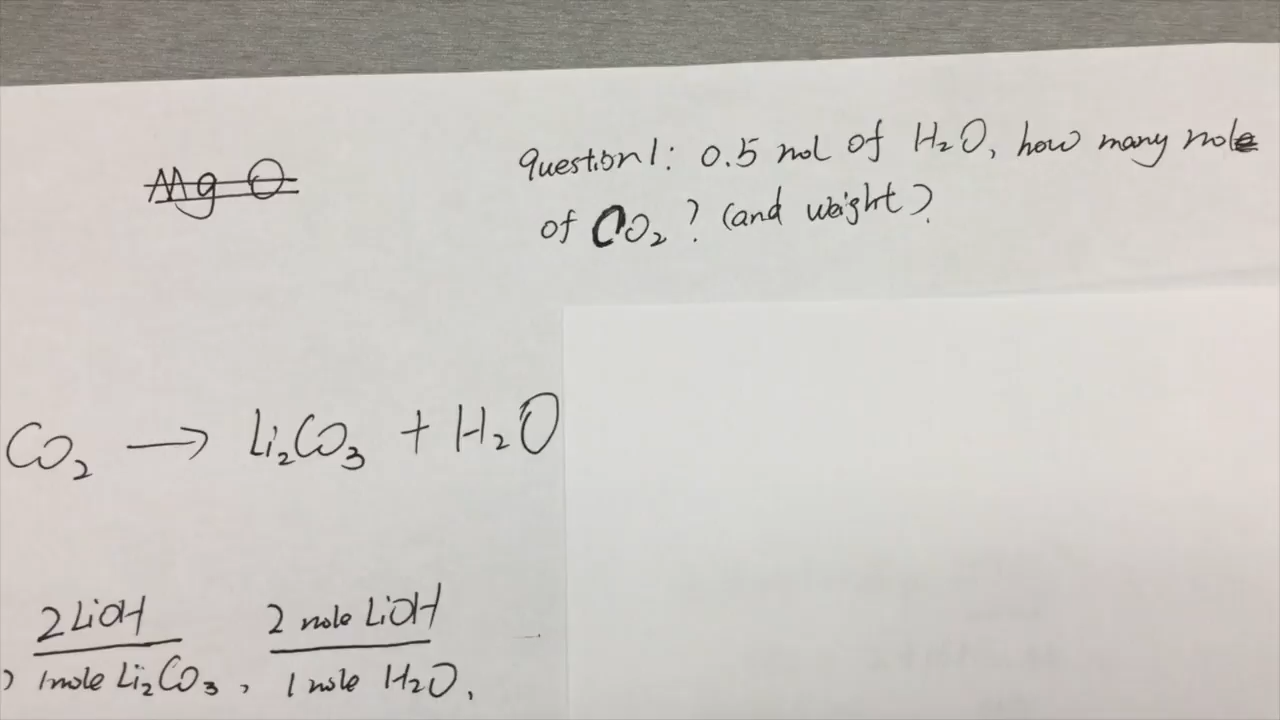 Mg O
Question 1: 0.5 mol of H₂O, how many mole
of CO₂? (and weight)?
CO₂ → Li₂CO₃ + H₂O
2 LiOH
1 mole Li₂CO₃,
2 mole LiOH
1 mole H₂O,